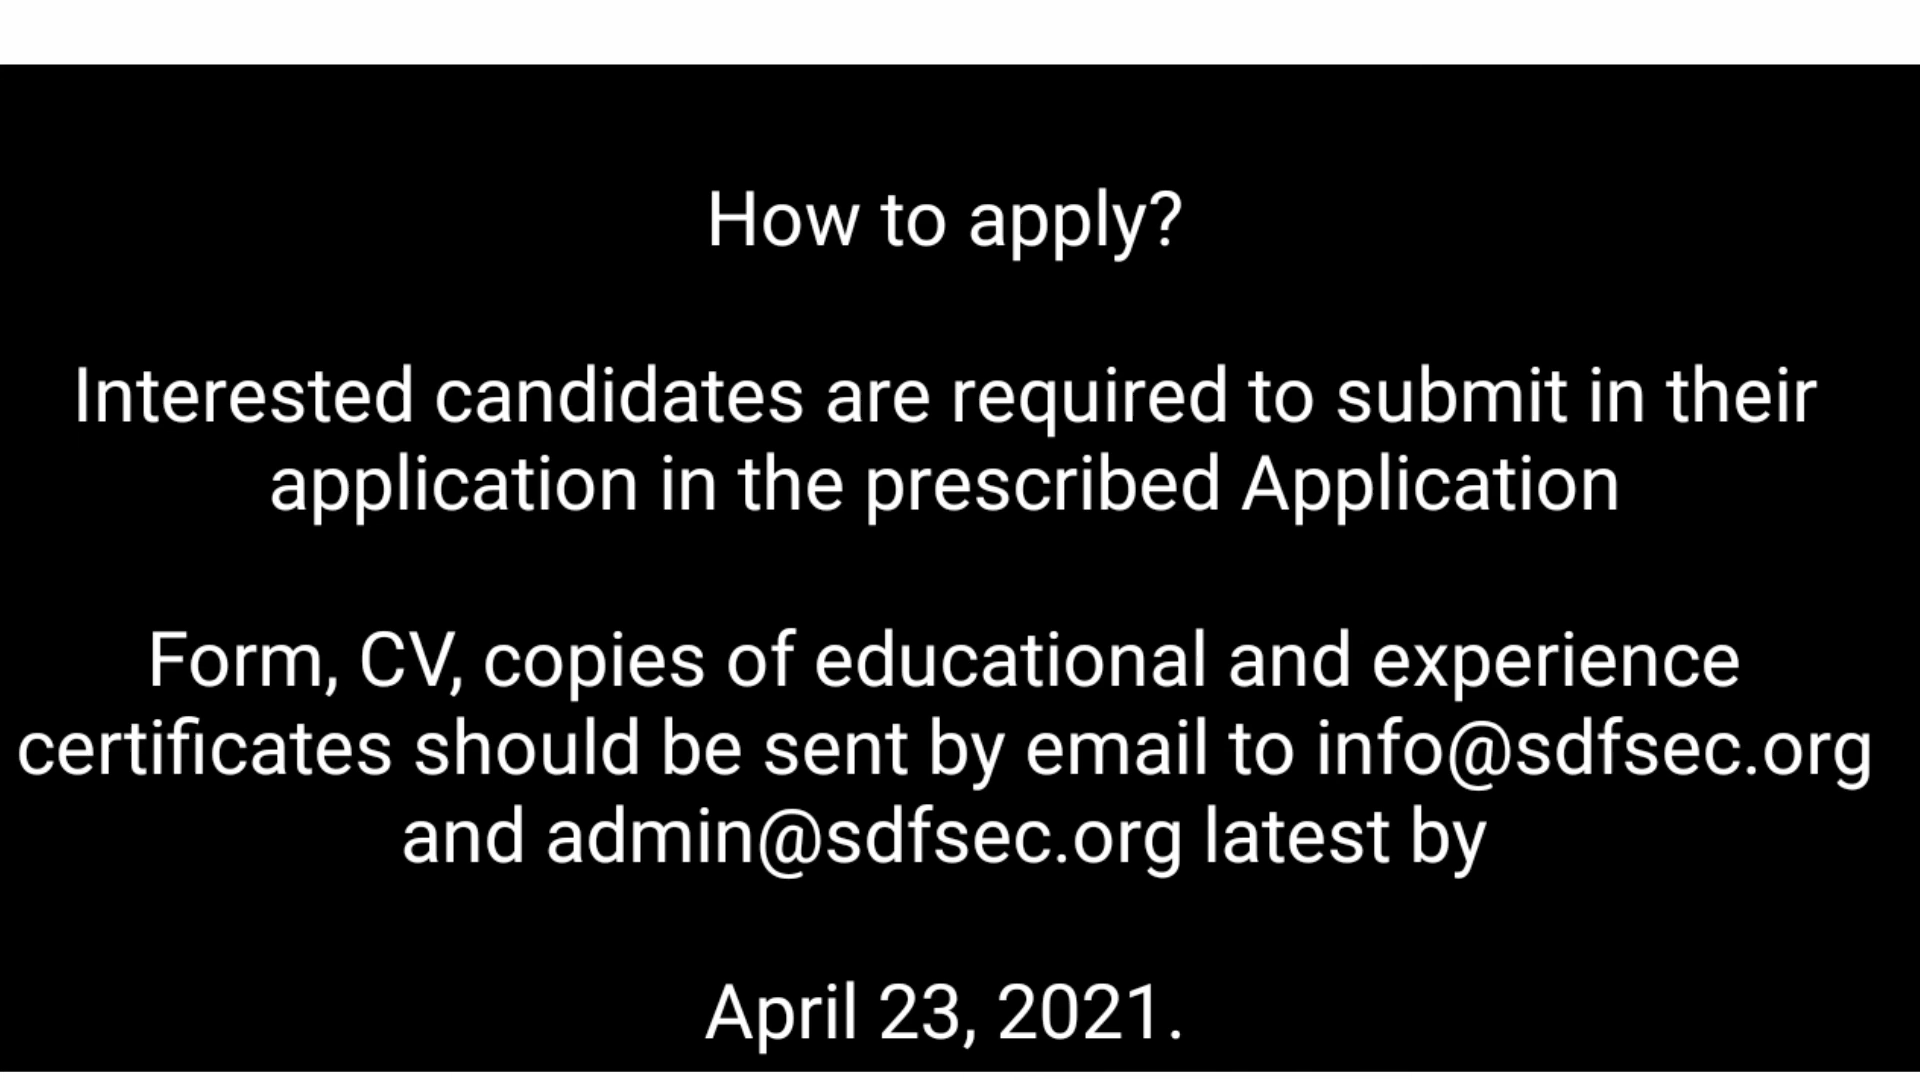 How to apply?
Interested candidates are required to submit in their
application in the prescribed Application
Form, CV, copies of educational and experience
certificates should be sent by email to info@sdfsec.org
and admin@sdfsec.org latest by
April 23, 2021.